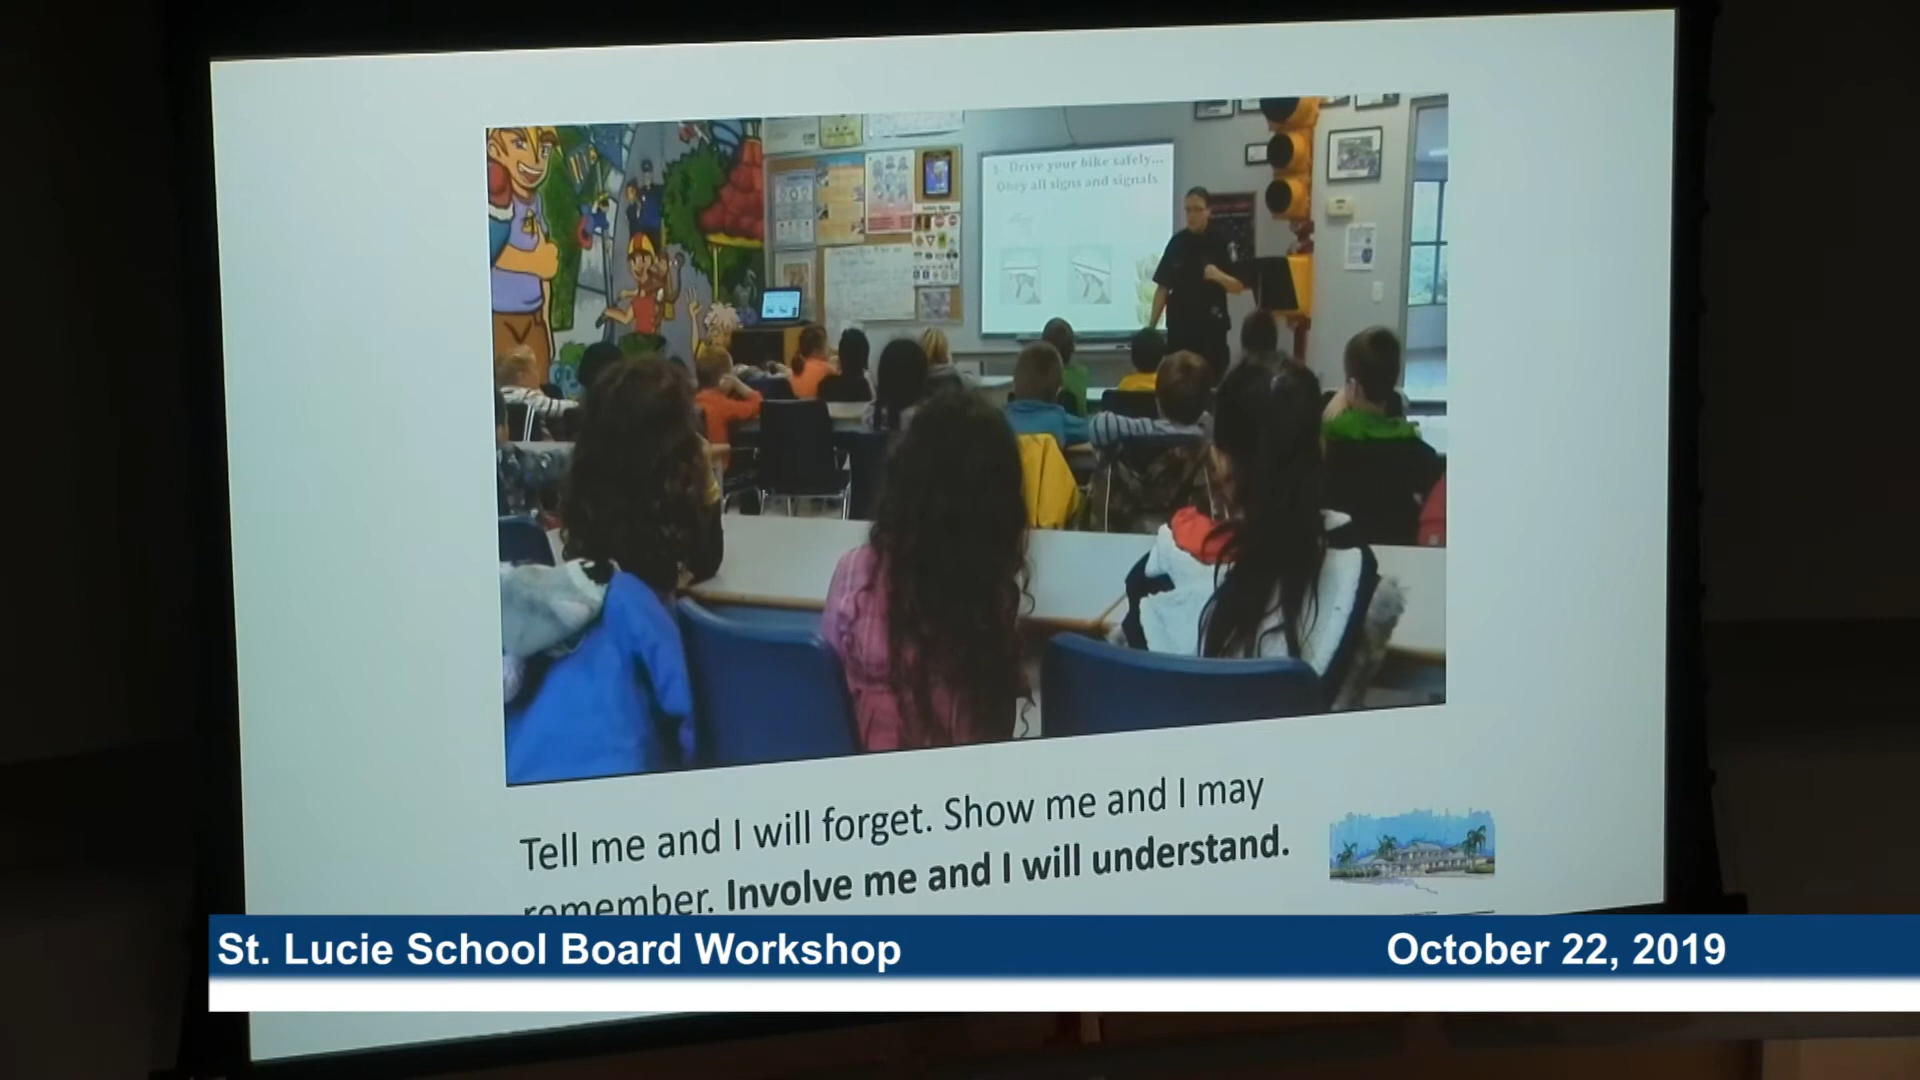 3. Drive your bike safely...
Obey all signs and signals
Tell me and I will forget. Show me and I may
remember. Involve me and I will understand.
St. Lucie School Board Workshop
October 22, 2019